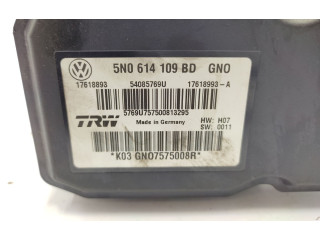 5N0 614 109 BD GNO
17618893 54085769U 17618993-A
5769U757500813295
TRW Made in Germany HW: H07
SW: 0011
*K03 GNO7575008R*